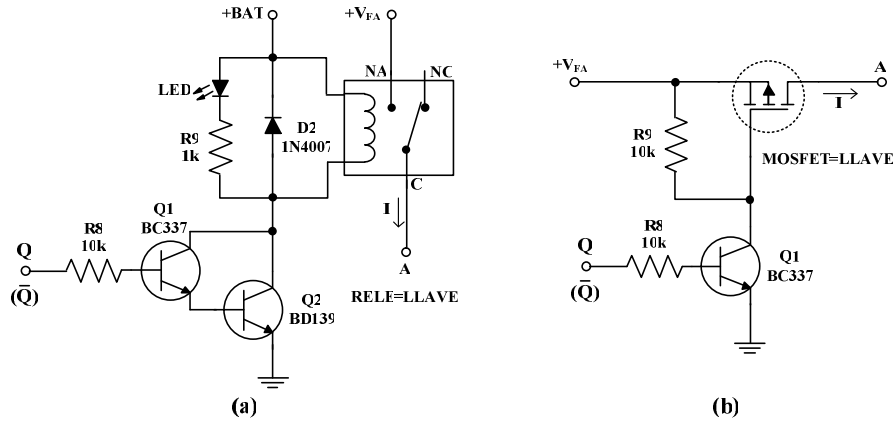 +BAT
+VFA
NA
NC
LED
R9
1k
D2
1N4007
C
I
A
Q1
BC337
R8
10k
Q
(Q̅)
Q2
BD139
RELE=LLAVE
(a)
+VFA
A
I
R9
10k
MOSFET=LLAVE
Q
(Q̅)
R8
10k
Q1
BC337
(b)